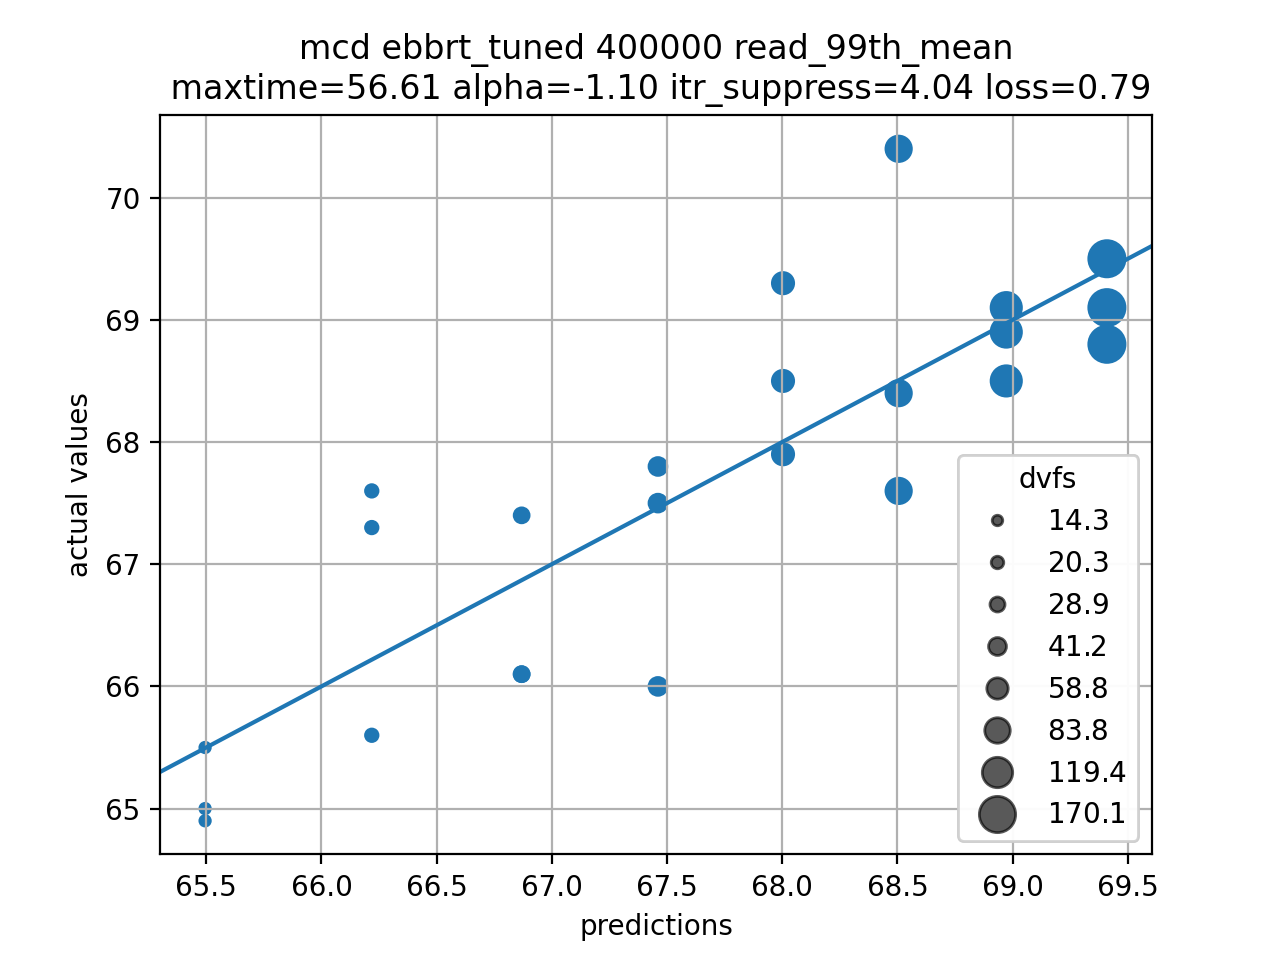 mcd ebbrt_tuned 400000 read_99th_mean
maxtime=56.61 alpha=-1.10 itr_suppress=4.04 loss=0.79
70
69
68
67
66
65
actual values
dvfs
14.3
20.3
28.9
41.2
58.8
83.8
119.4
170.1
65.5 66.0 66.5 67.0 67.5 68.0 68.5 69.0 69.5
predictions